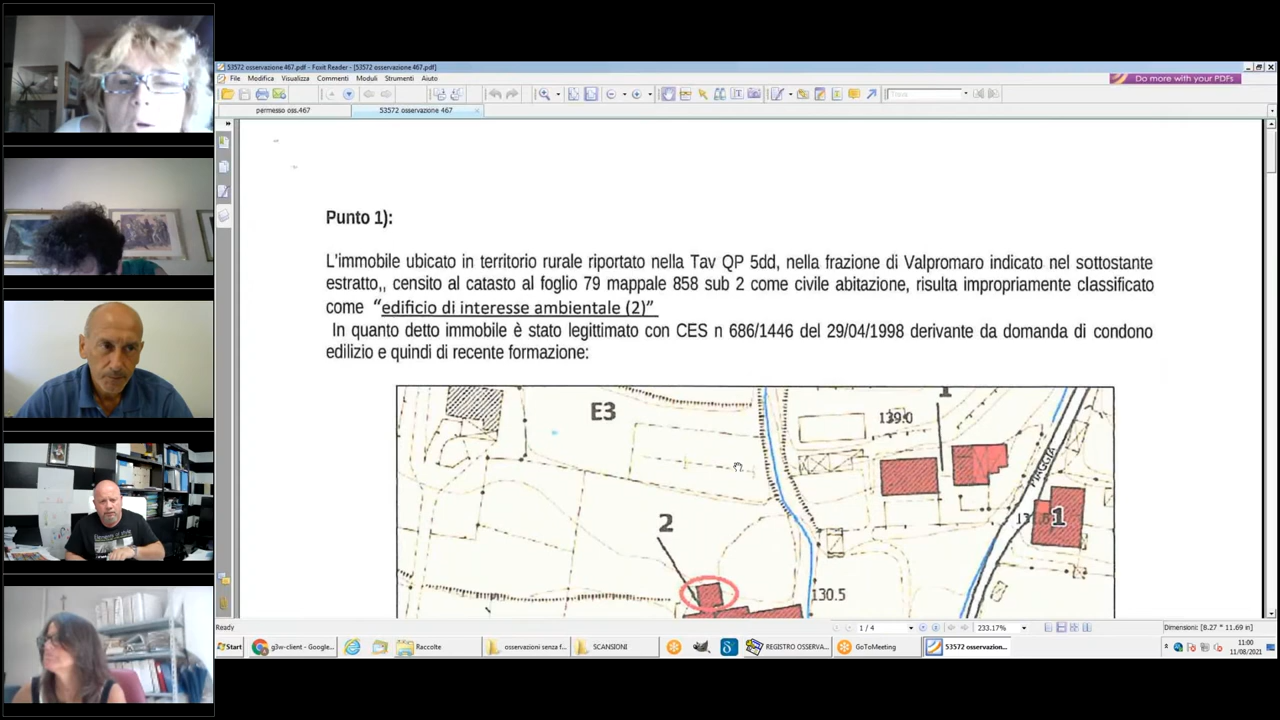 53572 osservazione 467.pdf - Foxit Reader - [53572 osservazione 467.pdf]
File Modifica Visualizza Commenti Moduli Strumenti Aiuto
Do more with your PDFs
permesso oss.467
53572 osservazione 467
Punto 1):
L'immobile ubicato in territorio rurale riportato nella Tav QP 5dd, nella frazione di Valpromaro indicato nel sottostante
estratto,, censito al catasto al foglio 79 mappale 858 sub 2 come civile abitazione, risulta impropriamente classificato
come "edificio di interesse ambientale (2)"
In quanto detto immobile è stato legittimato con CES n 686/1446 del 29/04/1998 derivante da domanda di condono
edilizio e quindi di recente formazione:
E3
1
139.0
2
PIAGGIA
1
130.5
Ready
1 / 4
233.17%
Dimensioni: [8.27 * 11.69 in]
Start
g3w-client - Google...
Raccolte
osservazioni senza f...
SCANSIONI
REGISTRO OSSERVA...
GoToMeeting
53572 osservazion...
11:00
11/08/2021